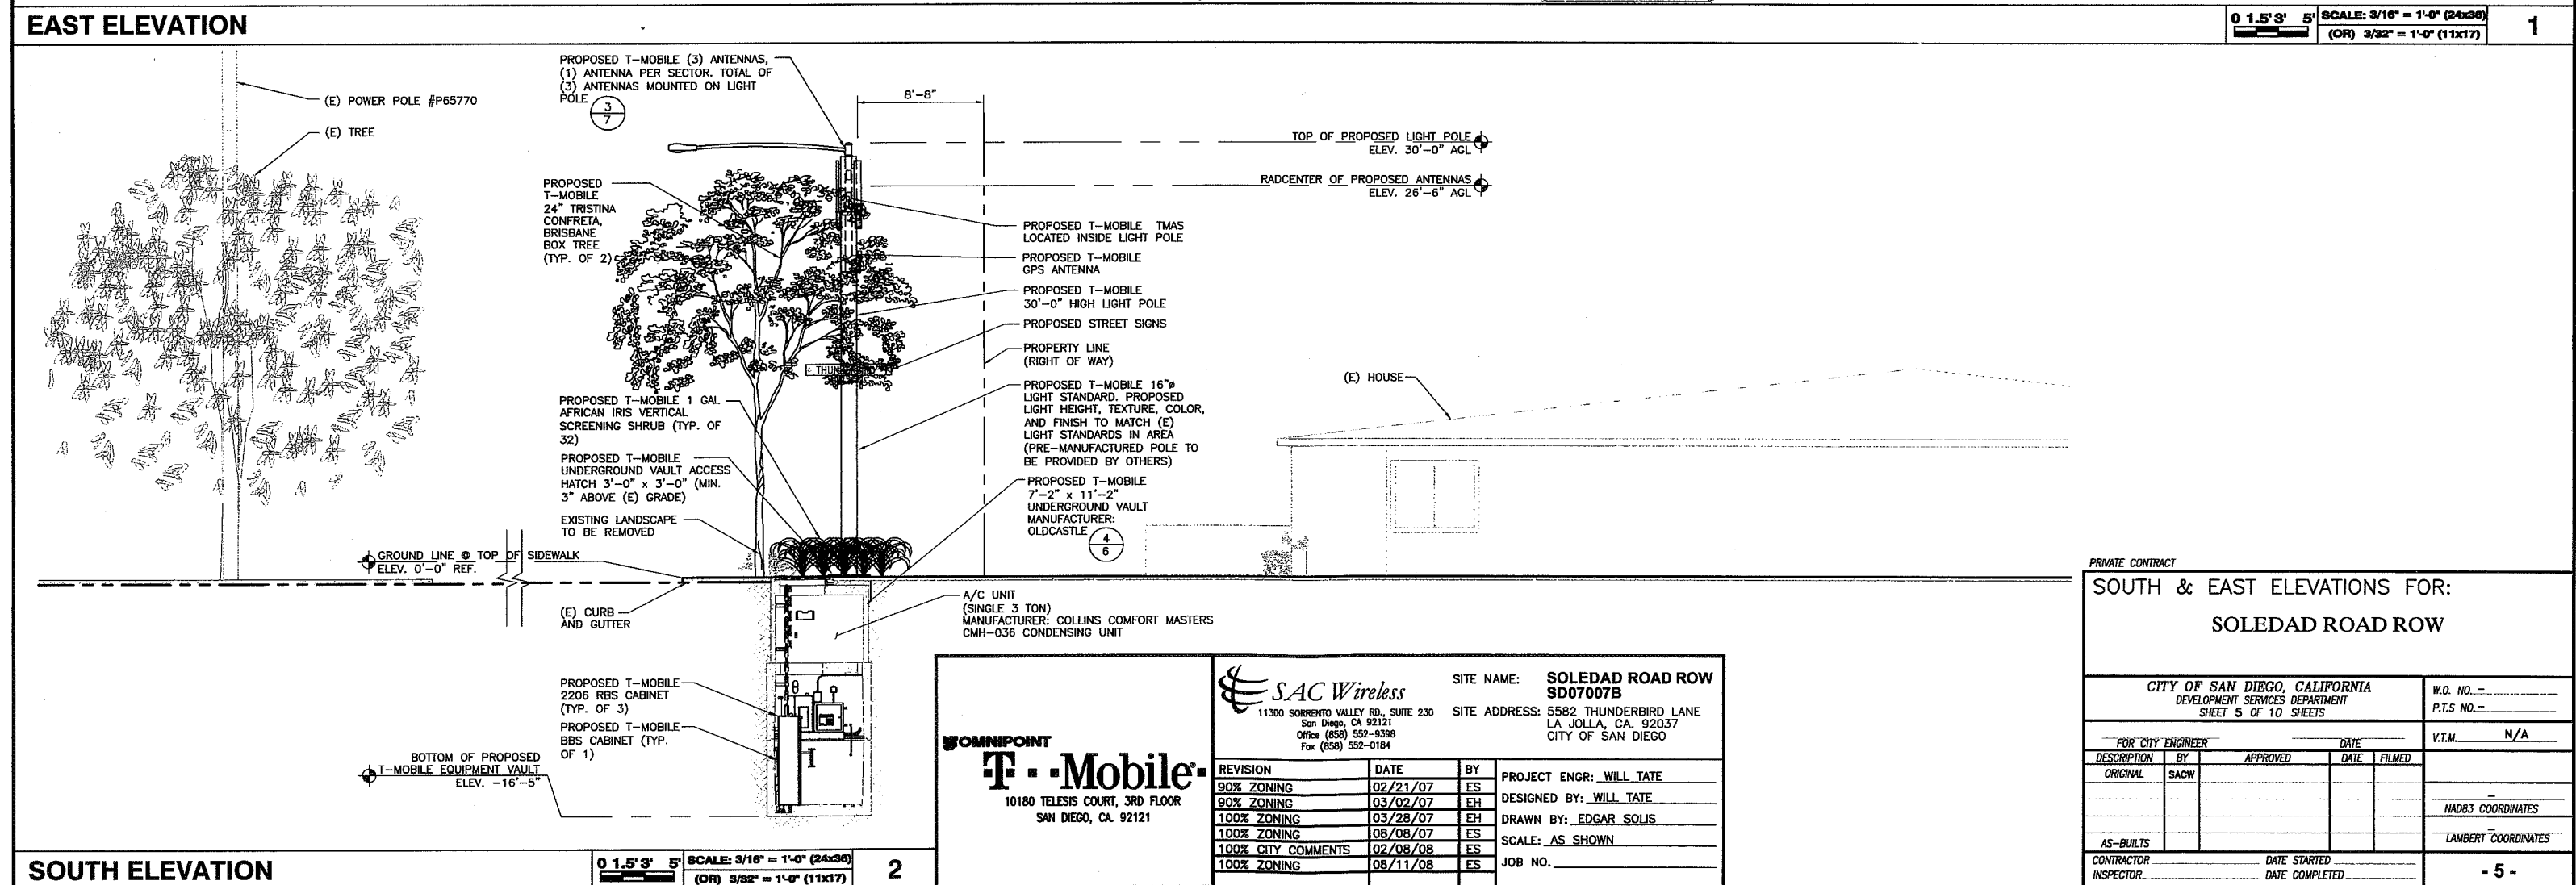 EAST ELEVATION
0 1.5' 3' 5'
SCALE: 3/16" = 1'-0" (24x36)
(OR) 3/32" = 1'-0" (11x17)
1
(E) POWER POLE #P65770
(E) TREE
PROPOSED T-MOBILE (3) ANTENNAS,
(1) ANTENNA PER SECTOR. TOTAL OF
(3) ANTENNAS MOUNTED ON LIGHT
POLE
3
7
8'-8"
TOP OF PROPOSED LIGHT POLE
ELEV. 30'-0" AGL
RADCENTER OF PROPOSED ANTENNAS
ELEV. 26'-6" AGL
PROPOSED
T-MOBILE
24" TRISTINA
CONFRETA,
BRISBANE
BOX TREE
(TYP. OF 2)
PROPOSED T-MOBILE TMAS
LOCATED INSIDE LIGHT POLE
PROPOSED T-MOBILE
GPS ANTENNA
PROPOSED T-MOBILE
30'-0" HIGH LIGHT POLE
PROPOSED STREET SIGNS
PROPERTY LINE
(RIGHT OF WAY)
(E) HOUSE
PROPOSED T-MOBILE 16"ø
LIGHT STANDARD. PROPOSED
LIGHT HEIGHT, TEXTURE, COLOR,
AND FINISH TO MATCH (E)
LIGHT STANDARDS IN AREA
(PRE-MANUFACTURED POLE TO
BE PROVIDED BY OTHERS)
PROPOSED T-MOBILE 1 GAL
AFRICAN IRIS VERTICAL
SCREENING SHRUB (TYP. OF
32)
PROPOSED T-MOBILE
UNDERGROUND VAULT ACCESS
HATCH 3'-0" x 3'-0" (MIN.
3" ABOVE (E) GRADE)
PROPOSED T-MOBILE
7'-2" x 11'-2"
UNDERGROUND VAULT
MANUFACTURER:
OLDCASTLE
4
6
EXISTING LANDSCAPE
TO BE REMOVED
GROUND LINE @ TOP OF SIDEWALK
ELEV. 0'-0" REF.
(E) CURB
AND GUTTER
A/C UNIT
(SINGLE 3 TON)
MANUFACTURER: COLLINS COMFORT MASTERS
CMH-036 CONDENSING UNIT
PROPOSED T-MOBILE
2206 RBS CABINET
(TYP. OF 3)
PROPOSED T-MOBILE
BBS CABINET (TYP.
OF 1)
BOTTOM OF PROPOSED
T-MOBILE EQUIPMENT VAULT
ELEV. -16'-5"
SOUTH ELEVATION
0 1.5' 3' 5'
SCALE: 3/16" = 1'-0" (24x36)
(OR) 3/32" = 1'-0" (11x17)
2
OMNIPOINT
T-Mobile
10180 TELESIS COURT, 3RD FLOOR
SAN DIEGO, CA. 92121
SAC Wireless
11300 SORRENTO VALLEY RD., SUITE 230
San Diego, CA 92121
Office (858) 552-9398
Fax (858) 552-0184
SITE NAME: SOLEDAD ROAD ROW
SD07007B
SITE ADDRESS: 5582 THUNDERBIRD LANE
LA JOLLA, CA. 92037
CITY OF SAN DIEGO
REVISION DATE BY
90% ZONING 02/21/07 ES
90% ZONING 03/02/07 EH
100% ZONING 03/28/07 EH
100% ZONING 08/08/07 ES
100% CITY COMMENTS 02/08/08 ES
100% ZONING 08/11/08 ES
PROJECT ENGR: WILL TATE
DESIGNED BY: WILL TATE
DRAWN BY: EDGAR SOLIS
SCALE: AS SHOWN
JOB NO.
PRIVATE CONTRACT
SOUTH & EAST ELEVATIONS FOR:
SOLEDAD ROAD ROW
CITY OF SAN DIEGO, CALIFORNIA
DEVELOPMENT SERVICES DEPARTMENT
SHEET 5 OF 10 SHEETS
W.O. NO. -
P.T.S NO. -
FOR CITY ENGINEER DATE
V.T.M. N/A
DESCRIPTION BY APPROVED DATE FILMED
ORIGINAL SACW
-
NAD83 COORDINATES
-
LAMBERT COORDINATES
AS-BUILTS
CONTRACTOR DATE STARTED
INSPECTOR DATE COMPLETED
- 5 -